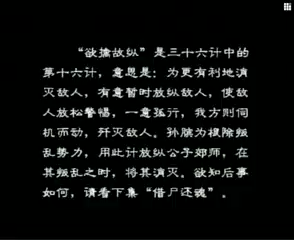 “欲擒故纵”是三十六计中的
第十六计，意思是：为更有利地消
灭敌人，有意暂时放纵敌人，使敌
人放松警惕，一意孤行，我方则伺
机而动，歼灭敌人。孙膑为根除叛
乱势力，用此计放纵公子郊师，在
其叛乱之时，将其消灭。欲知后事
如何，请看下集“借尸还魂”。